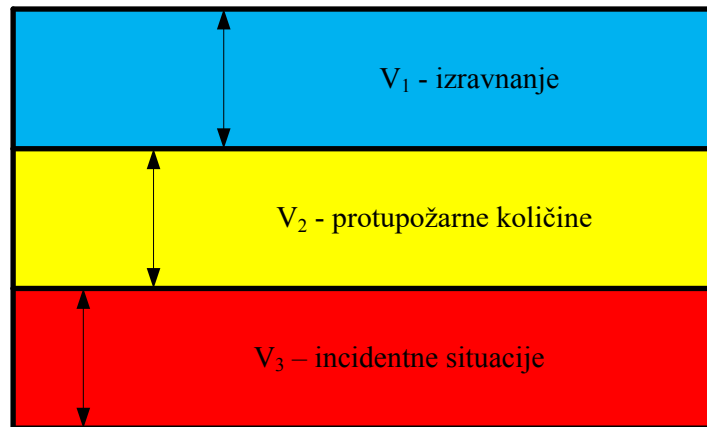 V₁ - izravnanje
V₂ - protupožarne količine
V₃ – incidentne situacije